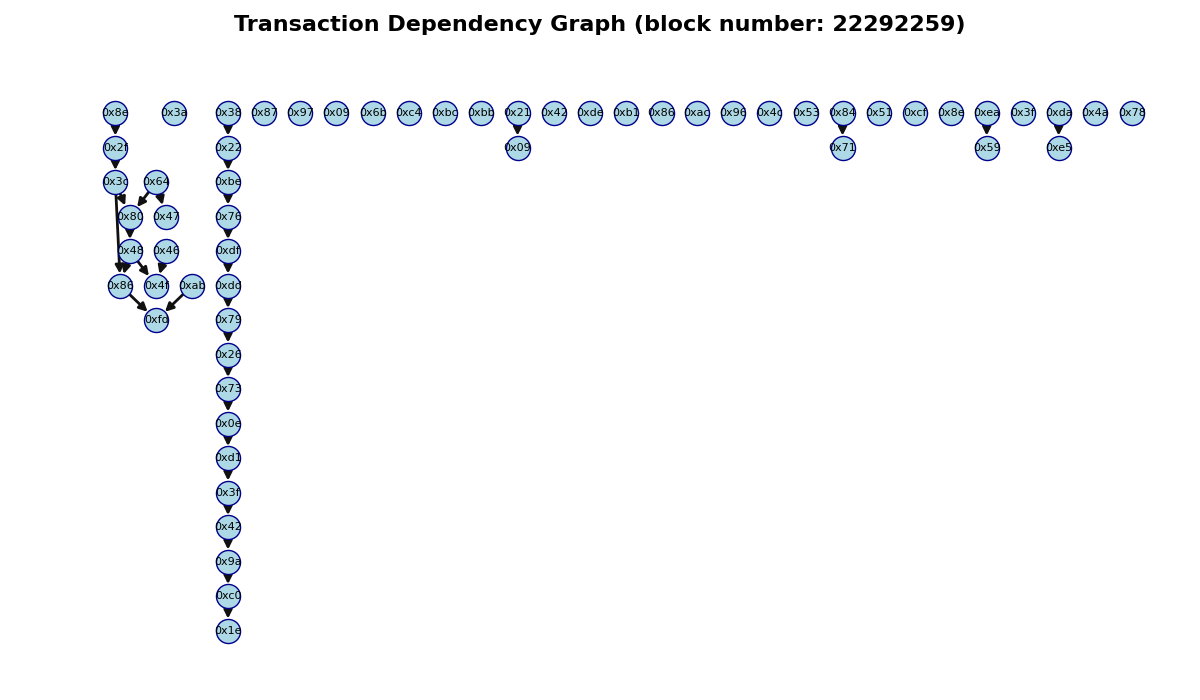 Transaction Dependency Graph (block number: 22292259)
0x8e 0x3a 0x38 0x87 0x97 0x09 0x6b 0xc4 0xbc 0xbb 0x21 0x42 0xde 0xb1 0x86 0xac 0x96 0x4c 0x53 0x84 0x51 0xcf 0x8e 0xea 0x3f 0xda 0x4a 0x78
0x2f 0x22 0x09 0x71 0x59 0xe5
0x3c 0x64 0xbe
0x80 0x47 0x76
0x48 0x46 0xdf
0x86 0x4f 0xab 0xdd
0xfd 0x79
0x26
0x73
0x0e
0xd1
0x3f
0x42
0x9a
0xc0
0x1e